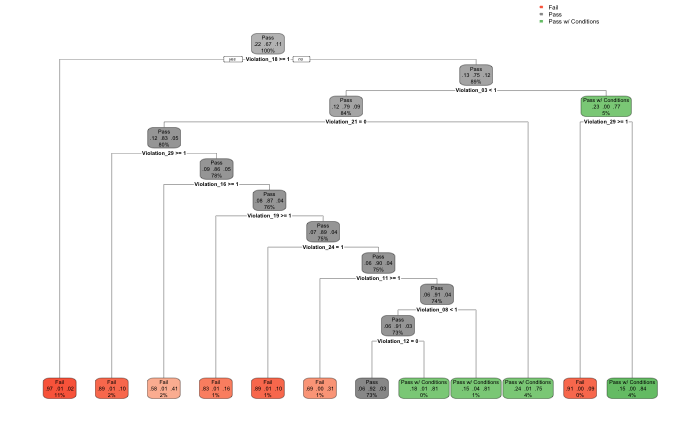 Fail
Pass
Pass w/ Conditions
Pass
.22 .67 .11
100%
yes
Violation_18 >= 1
no
Pass
.13 .75 .12
89%
Violation_03 < 1
Pass
.12 .79 .09
84%
Pass w/ Conditions
.23 .00 .77
5%
Violation_21 = 0
Violation_29 >= 1
Pass
.12 .83 .05
80%
Violation_29 >= 1
Pass
.09 .86 .05
78%
Violation_16 >= 1
Pass
.08 .87 .04
76%
Violation_19 >= 1
Pass
.07 .89 .04
75%
Violation_24 = 1
Pass
.06 .90 .04
75%
Violation_11 >= 1
Pass
.06 .91 .04
74%
Violation_08 < 1
Pass
.06 .91 .03
73%
Violation_12 = 0
Fail
.97 .01 .02
11%
Fail
.89 .01 .10
2%
Fail
.58 .01 .41
2%
Fail
.83 .01 .16
1%
Fail
.89 .01 .10
1%
Fail
.69 .00 .31
1%
Pass
.06 .92 .03
73%
Pass w/ Conditions
.18 .01 .81
0%
Pass w/ Conditions
.15 .04 .81
1%
Pass w/ Conditions
.24 .01 .75
4%
Fail
.91 .00 .09
0%
Pass w/ Conditions
.15 .00 .84
4%